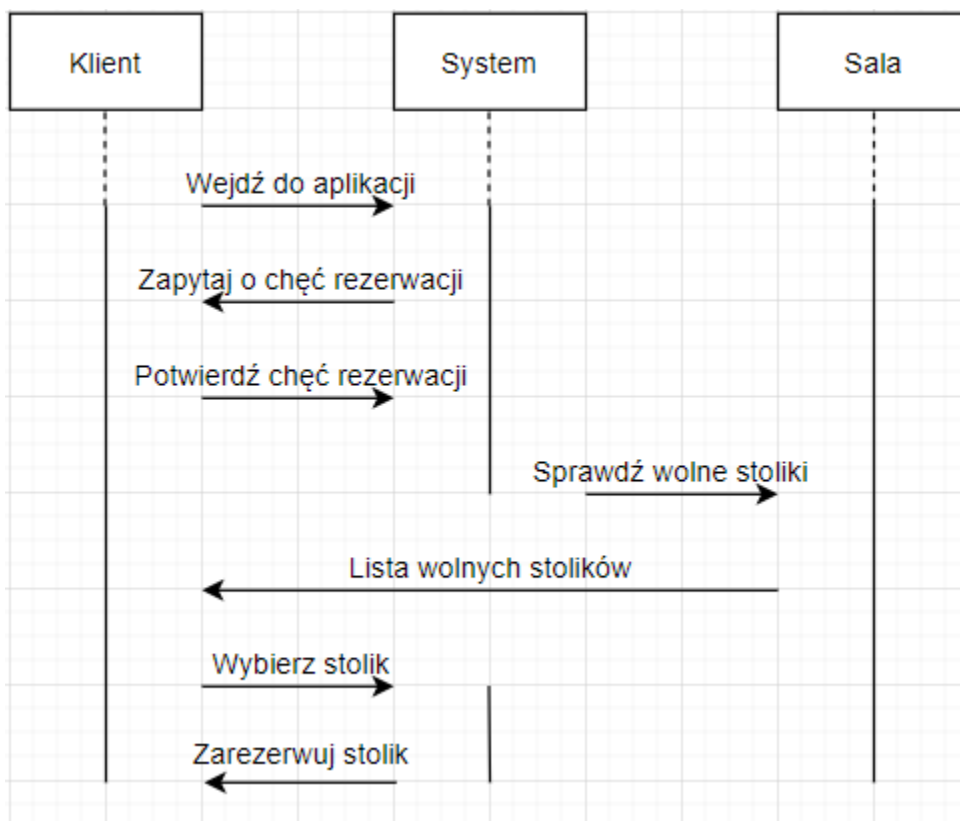 Klient
System
Sala
Wejdź do aplikacji
Zapytaj o chęć rezerwacji
Potwierdź chęć rezerwacji
Sprawdź wolne stoliki
Lista wolnych stolików
Wybierz stolik
Zarezerwuj stolik